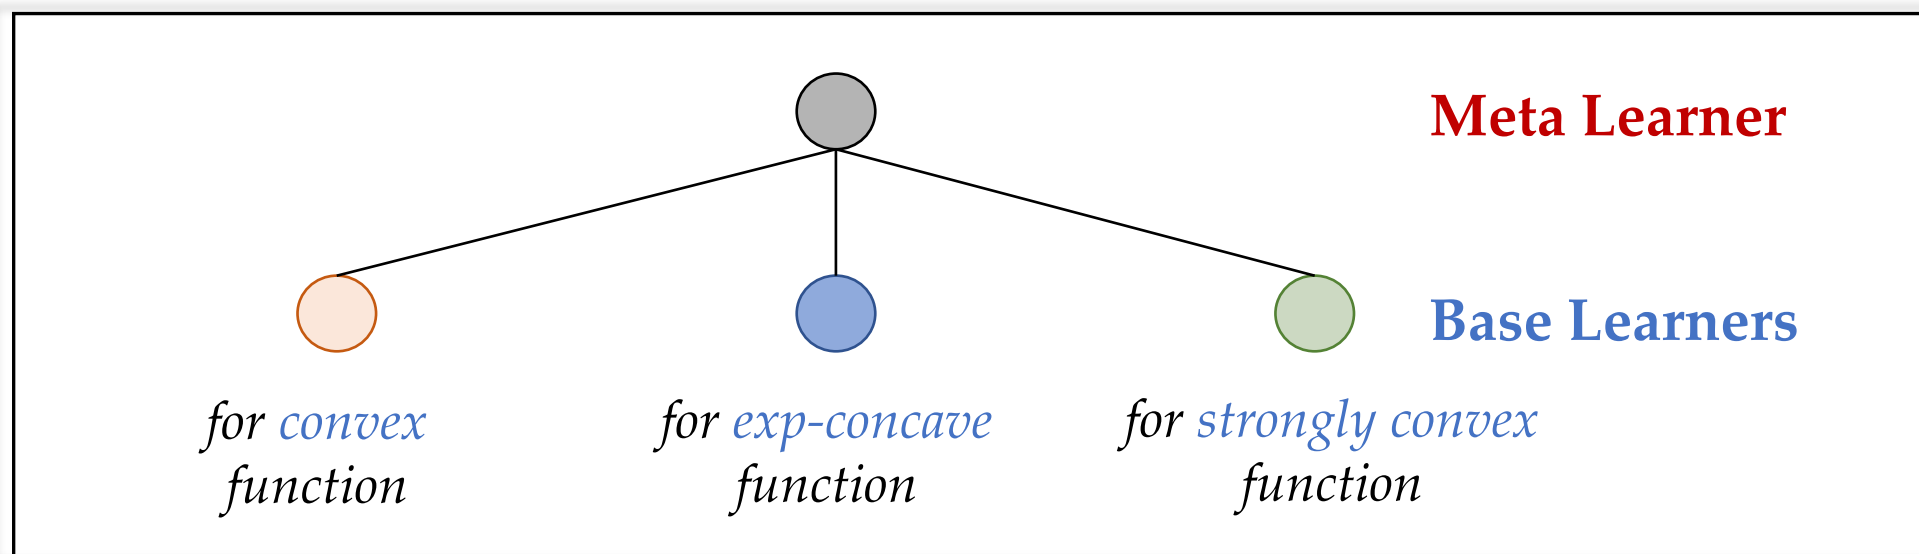 Meta Learner
Base Learners
for convex
function
for exp-concave
function
for strongly convex
function